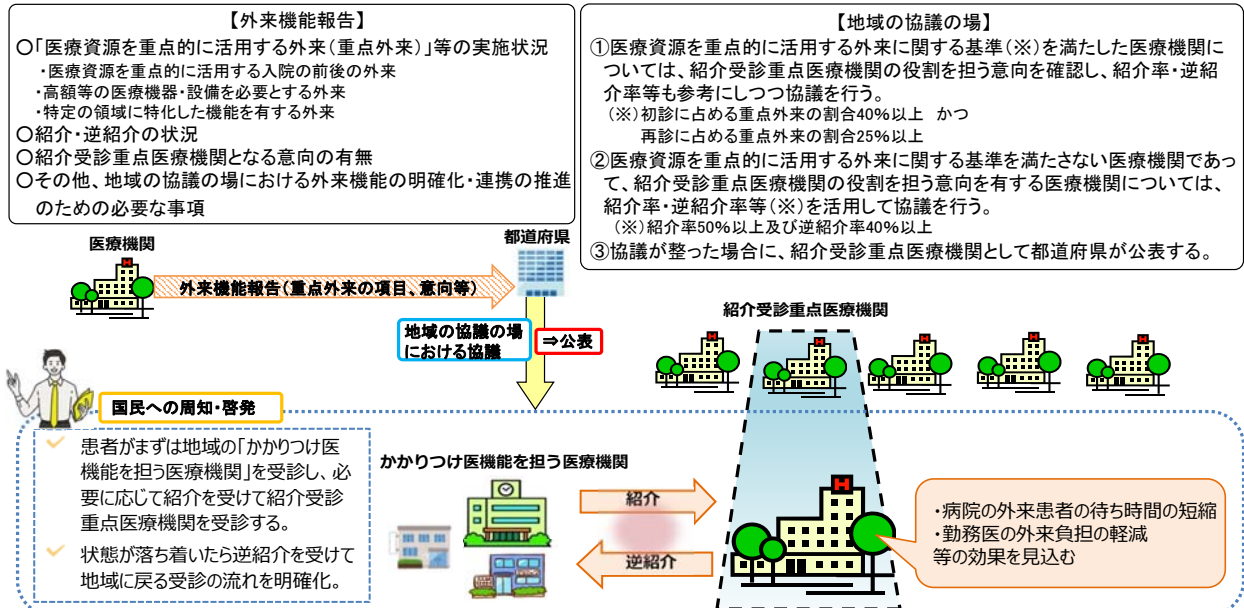 【外来機能報告】
○「医療資源を重点的に活用する外来(重点外来)」等の実施状況
・医療資源を重点的に活用する入院の前後の外来
・高額等の医療機器・設備を必要とする外来
・特定の領域に特化した機能を有する外来
○紹介・逆紹介の状況
○紹介受診重点医療機関となる意向の有無
○その他、地域の協議の場における外来機能の明確化・連携の推進
のための必要な事項
【地域の協議の場】
①医療資源を重点的に活用する外来に関する基準(※)を満たした医療機関に
ついては、紹介受診重点医療機関の役割を担う意向を確認し、紹介率・逆紹
介率等も参考にしつつ協議を行う。
(※)初診に占める重点外来の割合40%以上 かつ
再診に占める重点外来の割合25%以上
②医療資源を重点的に活用する外来に関する基準を満たさない医療機関であっ
て、紹介受診重点医療機関の役割を担う意向を有する医療機関については、
紹介率・逆紹介率等(※)を活用して協議を行う。
(※)紹介率50%以上及び逆紹介率40%以上
③協議が整った場合に、紹介受診重点医療機関として都道府県が公表する。
医療機関
都道府県
外来機能報告(重点外来の項目、意向等)
地域の協議の場
における協議
⇒公表
紹介受診重点医療機関
H
H
H
H
H
H
国民への周知・啓発
患者がまずは地域の「かかりつけ医
機能を担う医療機関」を受診し、必
要に応じて紹介を受けて紹介受診
重点医療機関を受診する。
状態が落ち着いたら逆紹介を受けて
地域に戻る受診の流れを明確化。
かかりつけ医機能を担う医療機関
紹介
逆紹介
H
・病院の外来患者の待ち時間の短縮
・勤務医の外来負担の軽減
等の効果を見込む